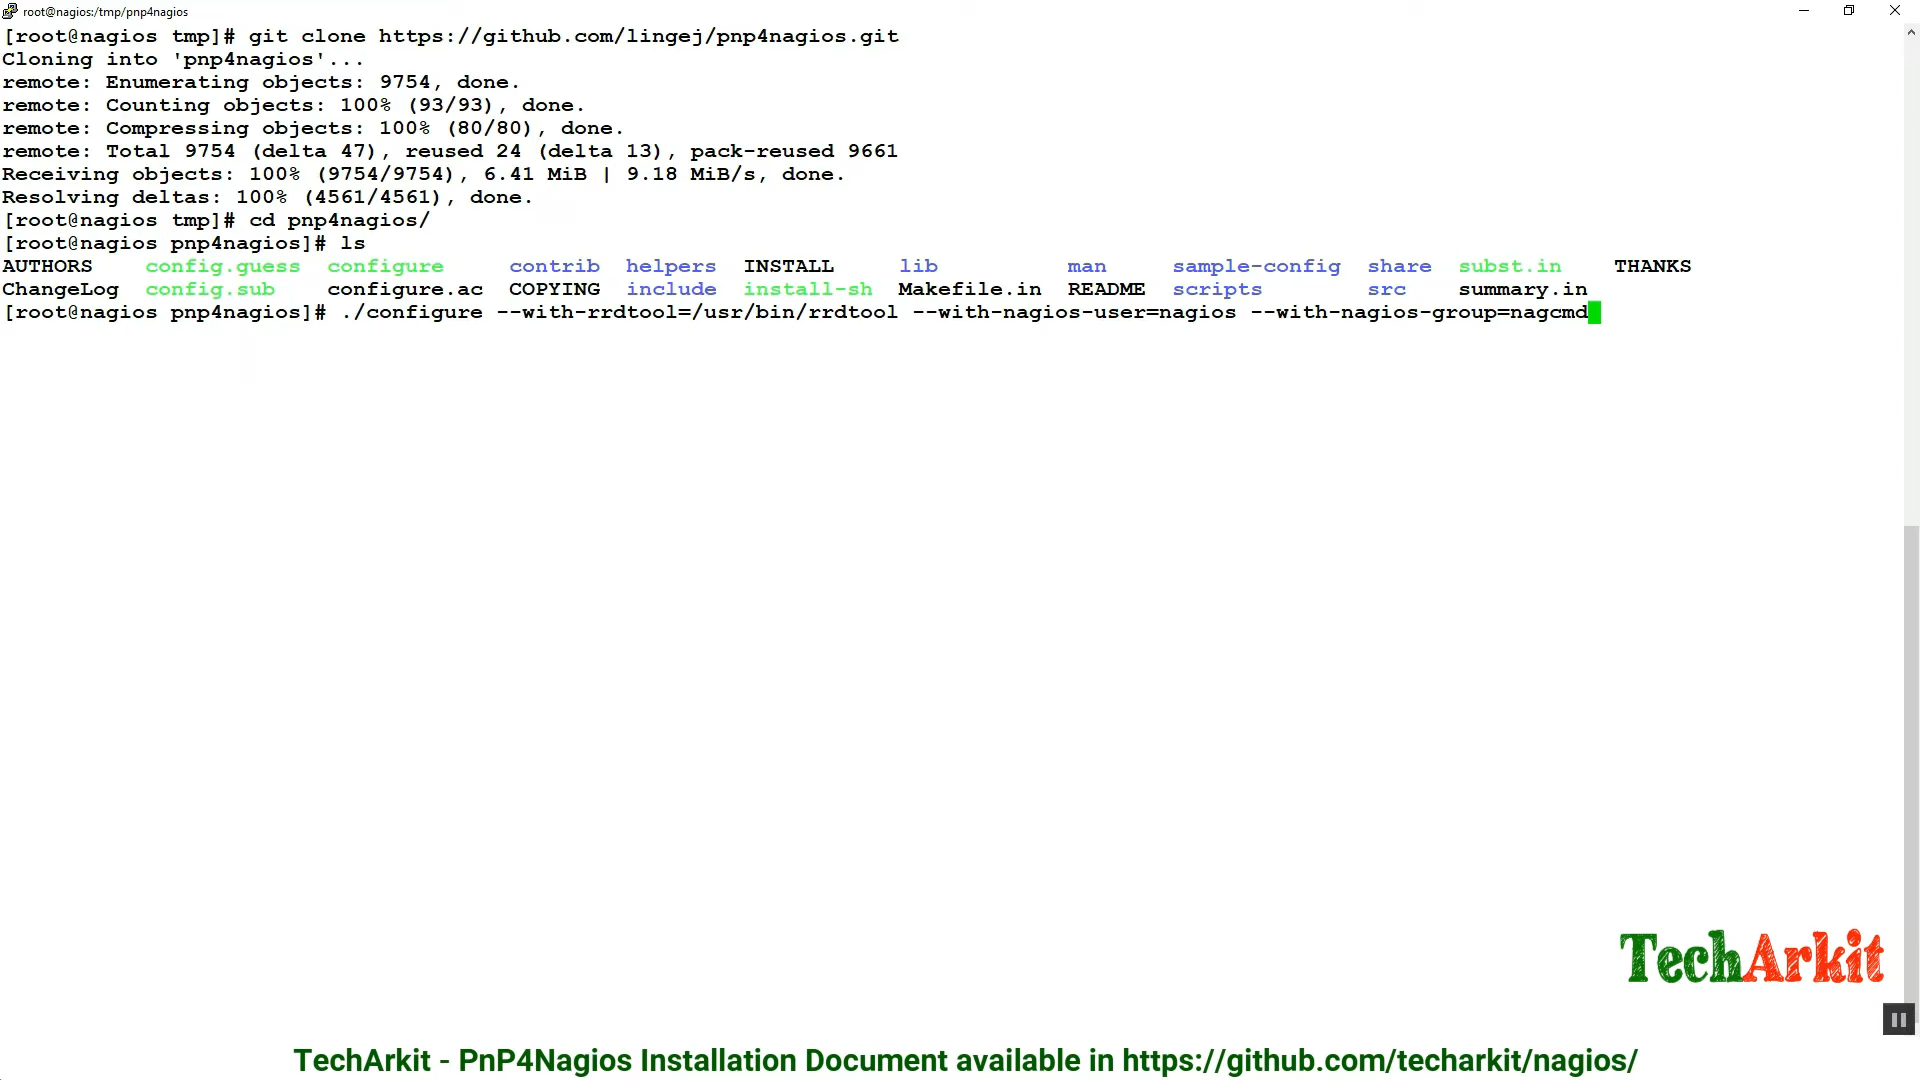 root@nagios:/tmp/pnp4nagios
[root@nagios tmp]# git clone https://github.com/lingej/pnp4nagios.git
Cloning into 'pnp4nagios'...
remote: Enumerating objects: 9754, done.
remote: Counting objects: 100% (93/93), done.
remote: Compressing objects: 100% (80/80), done.
remote: Total 9754 (delta 47), reused 24 (delta 13), pack-reused 9661
Receiving objects: 100% (9754/9754), 6.41 MiB | 9.18 MiB/s, done.
Resolving deltas: 100% (4561/4561), done.
[root@nagios tmp]# cd pnp4nagios/
[root@nagios pnp4nagios]# ls
AUTHORS config.guess configure contrib helpers INSTALL lib man sample-config share subst.in THANKS
ChangeLog config.sub configure.ac COPYING include install-sh Makefile.in README scripts src summary.in
[root@nagios pnp4nagios]# ./configure --with-rrdtool=/usr/bin/rrdtool --with-nagios-user=nagios --with-nagios-group=nagcmd
TechArkit
TechArkit - PnP4Nagios Installation Document available in https://github.com/techarkit/nagios/